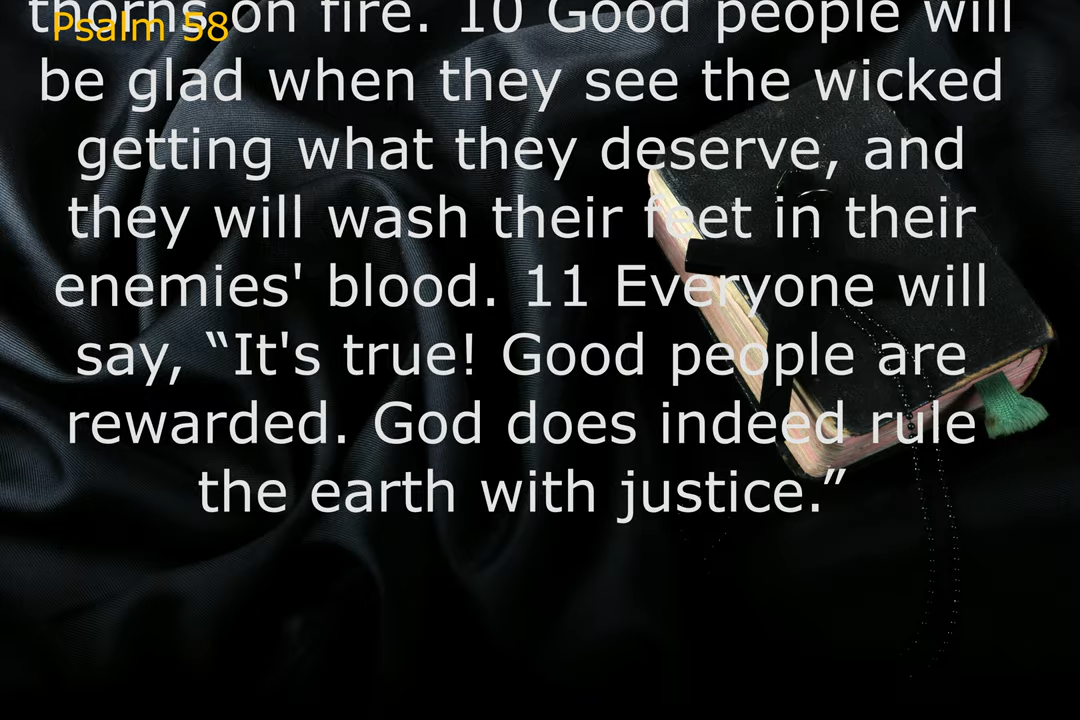 thorns on fire. 10 Good people will
Psalm 58
be glad when they see the wicked
getting what they deserve, and
they will wash their feet in their
enemies' blood. 11 Everyone will
say, “It's true! Good people are
rewarded. God does indeed rule
the earth with justice.”